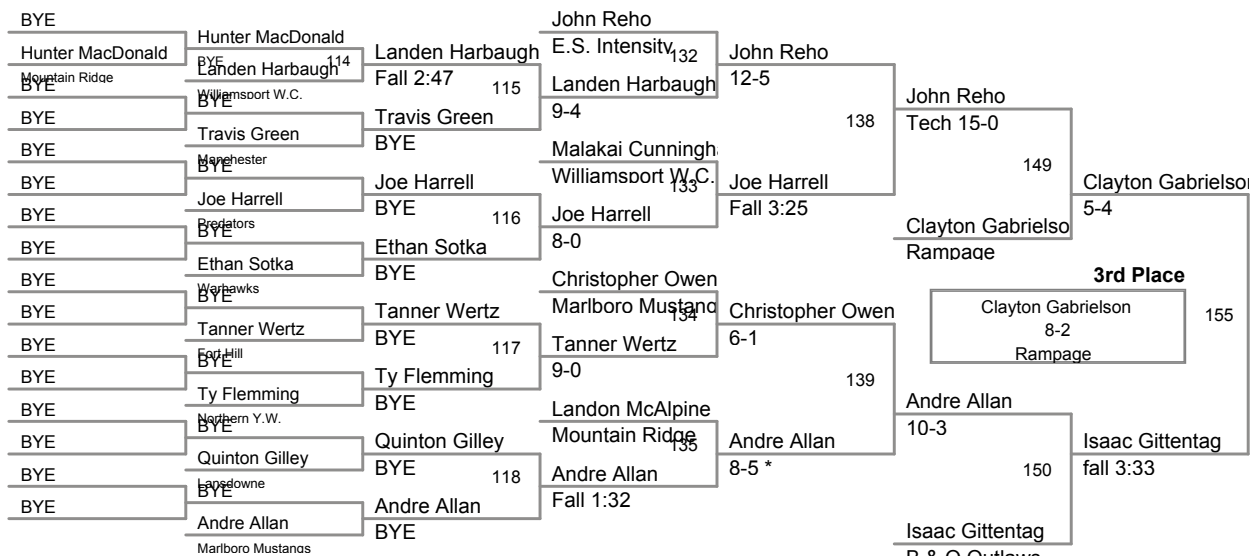 BYE
Hunter MacDonald
Mountain Ridge
BYE
BYE
BYE
BYE
BYE
BYE
BYE
BYE
BYE
BYE
BYE
BYE
BYE
BYE
Hunter MacDonald
BYE 114
Landen Harbaugh
Williamsport W.C.
BYE
Travis Green
Manchester
BYE
Joe Harrell
Predators
BYE
Ethan Sotka
Warhawks
BYE
Tanner Wertz
Fort Hill
BYE
Ty Flemming
Northern Y.W.
BYE
Quinton Gilley
Lansdowne
BYE
Andre Allan
Marlboro Mustangs
Landen Harbaugh
Fall 2:47
115
Travis Green
BYE
Joe Harrell
BYE
116
Ethan Sotka
BYE
Tanner Wertz
BYE
117
Ty Flemming
BYE
Quinton Gilley
BYE
118
Andre Allan
BYE
John Reho
E.S. Intensity
132
Landen Harbaugh
9-4
Malakai Cunningh
Williamsport W.C.
133
Joe Harrell
8-0
Christopher Owen
Marlboro Mustang
134
Tanner Wertz
9-0
Landon McAlpine
Mountain Ridge
135
Andre Allan
Fall 1:32
John Reho
12-5
138
Joe Harrell
Fall 3:25
Christopher Owen
6-1
139
Andre Allan
8-5 *
John Reho
Tech 15-0
149
Clayton Gabrielso
Rampage
Andre Allan
10-3
150
Isaac Gittentag
B & O Outlaws
Clayton Gabrielson
5-4
3rd Place
Clayton Gabrielson
8-2
Rampage
155
Isaac Gittentag
fall 3:33